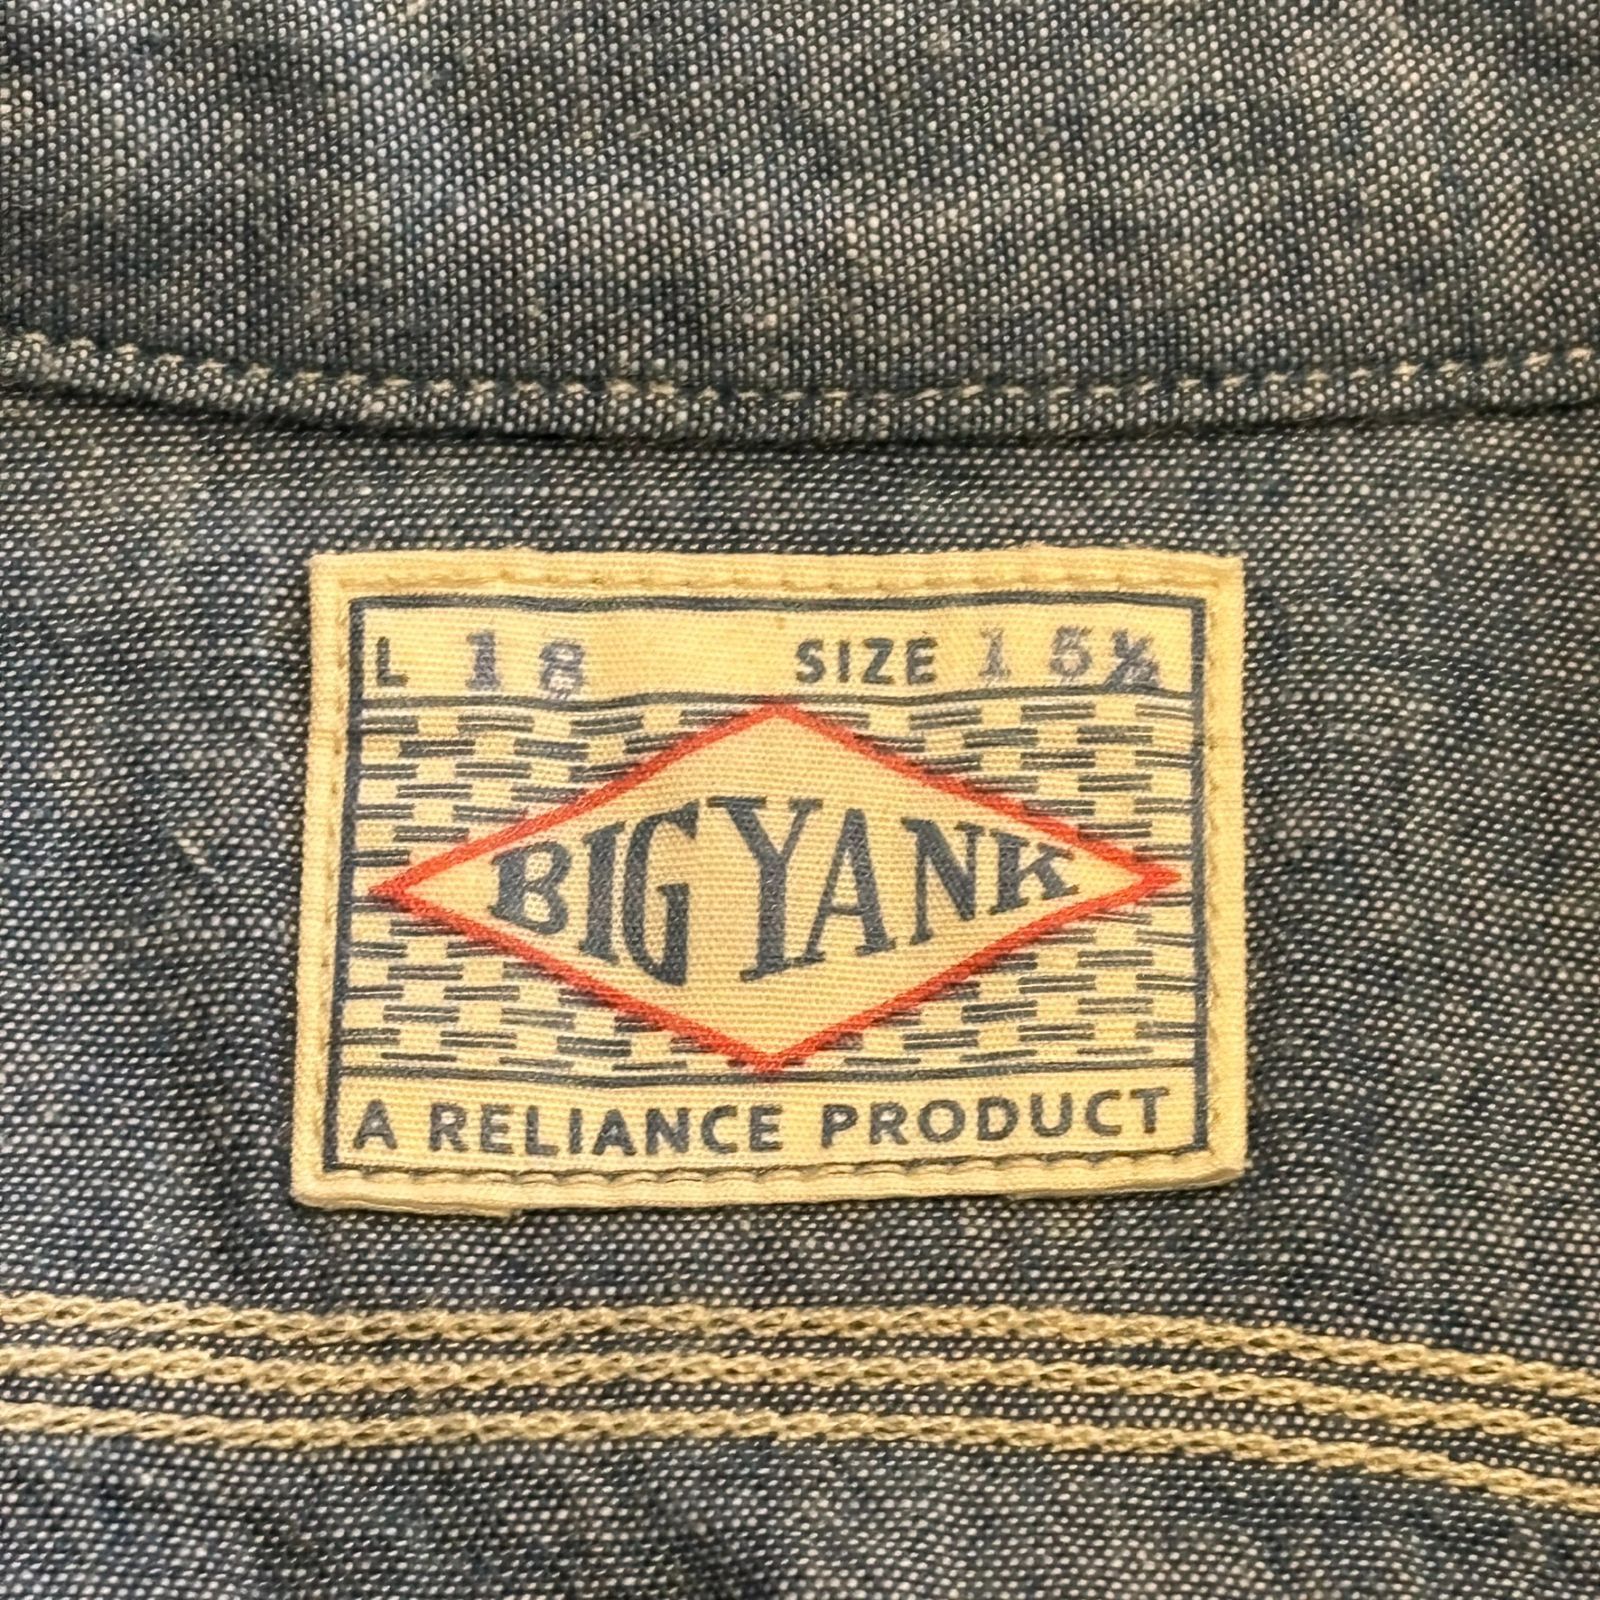 L 18 SIZE 15½
BIG YANK
A RELIANCE PRODUCT